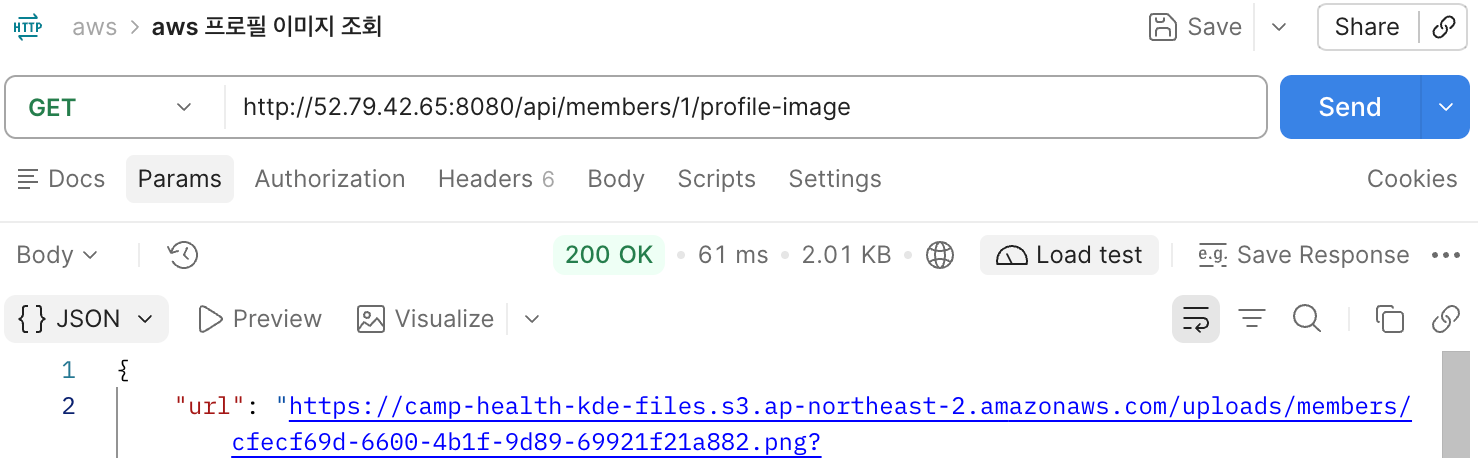 HTTP aws > aws 프로필 이미지 조회 Save Share
GET http://52.79.42.65:8080/api/members/1/profile-image Send
Docs Params Authorization Headers 6 Body Scripts Settings Cookies
Body 200 OK • 61 ms • 2.01 KB • Load test e.g. Save Response
{} JSON Preview Visualize
1 {
2 "url": "https://camp-health-kde-files.s3.ap-northeast-2.amazonaws.com/uploads/members/
cfecf69d-6600-4b1f-9d89-69921f21a882.png?